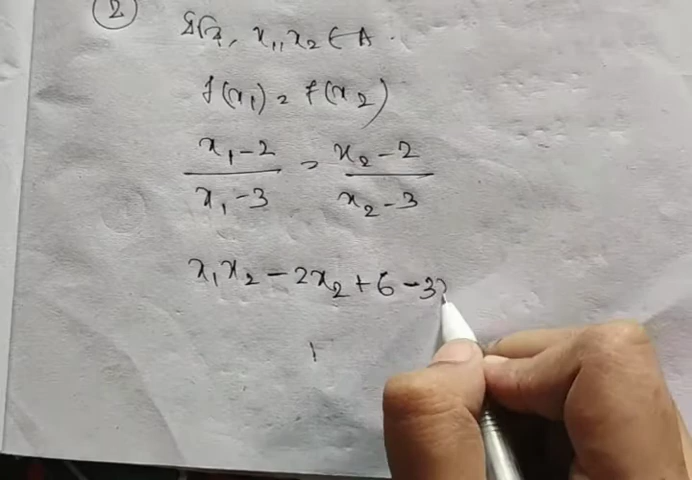 2
ধরি, x₁, x₂ ∈ A.
f(x₁) = f(x₂)
x₁-2 / x₁-3 = x₂-2 / x₂-3
x₁x₂ - 2x₂ + 6 - 3